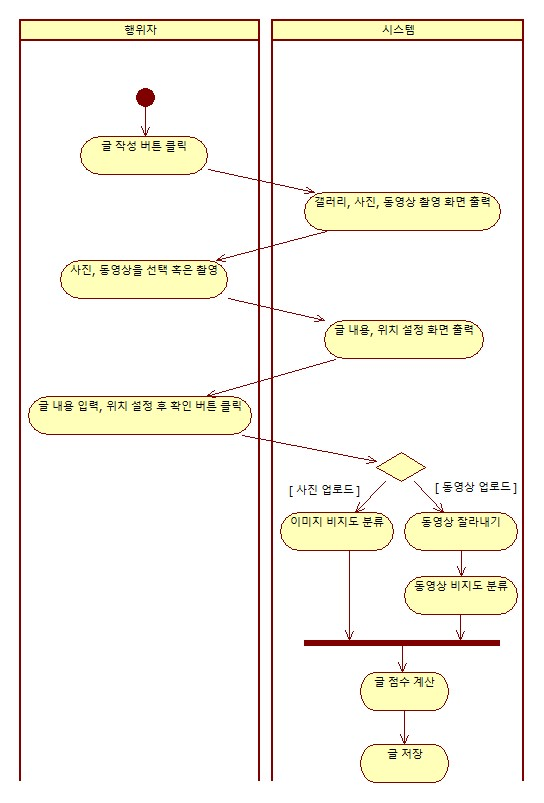 행위자
시스템
글 작성 버튼 클릭
갤러리, 사진, 동영상 촬영 화면 출력
사진, 동영상을 선택 혹은 촬영
글 내용, 위치 설정 화면 출력
글 내용 입력, 위치 설정 후 확인 버튼 클릭
[ 사진 업로드 ]
[ 동영상 업로드 ]
이미지 비지도 분류
동영상 잘라내기
동영상 비지도 분류
글 점수 계산
글 저장